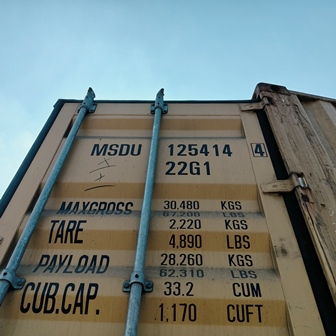 MSDU 125414 4
22G1
MAXGROSS 30.480 KGS
67,200 LBS
TARE 2,220 KGS
4,890 LBS
PAYLOAD 28,260 KGS
62,310 LBS
CUB.CAP. 33.2 CUM
1,170 CUFT